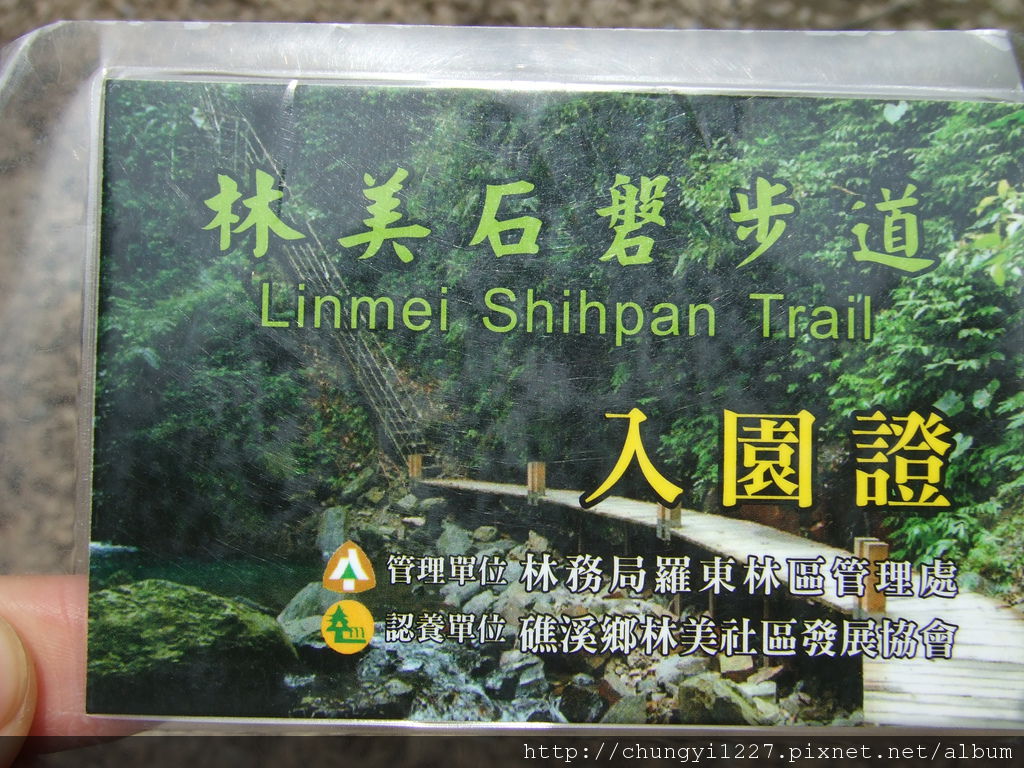 林美石磐步道
Linmei Shihpan Trail
入園證
管理單位 林務局羅東林區管理處
認養單位 礁溪鄉林美社區發展協會
http://chungyi1227.pixnet.net/album